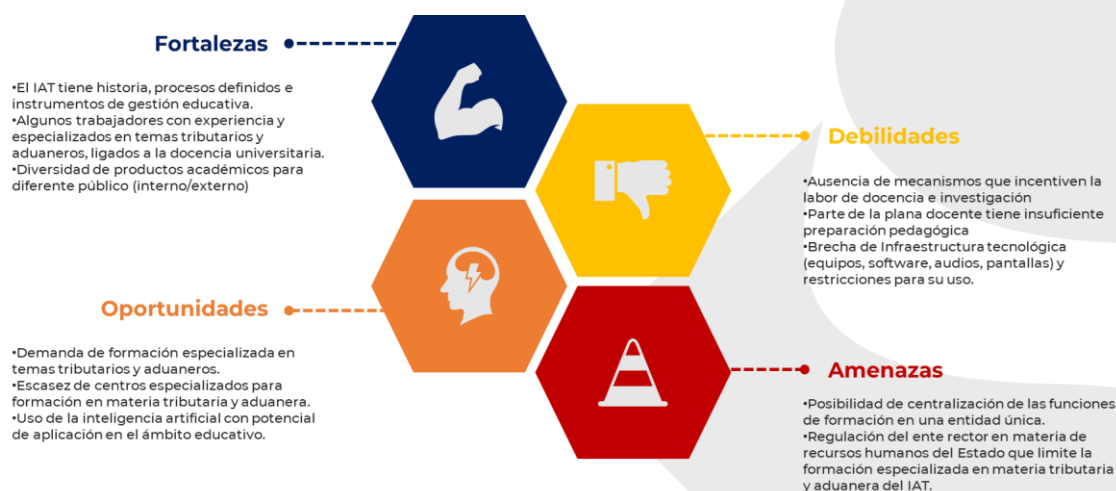 Fortalezas
•El IAT tiene historia, procesos definidos e
instrumentos de gestión educativa.
•Algunos trabajadores con experiencia y
especializados en temas tributarios y
aduaneros, ligados a la docencia universitaria.
•Diversidad de productos académicos para
diferente público (interno/externo)
Debilidades
•Ausencia de mecanismos que incentiven la
labor de docencia e investigación
•Parte de la plana docente tiene insuficiente
preparación pedagógica
•Brecha de Infraestructura tecnológica
(equipos, software, audios, pantallas) y
restricciones para su uso.
Oportunidades
•Demanda de formación especializada en
temas tributarios y aduaneros.
•Escasez de centros especializados para
formación en materia tributaria y aduanera.
•Uso de la inteligencia artificial con potencial
de aplicación en el ámbito educativo.
Amenazas
•Posibilidad de centralización de las funciones
de formación en una entidad única.
•Regulación del ente rector en materia de
recursos humanos del Estado que limite la
formación especializada en materia tributaria
y aduanera del IAT.